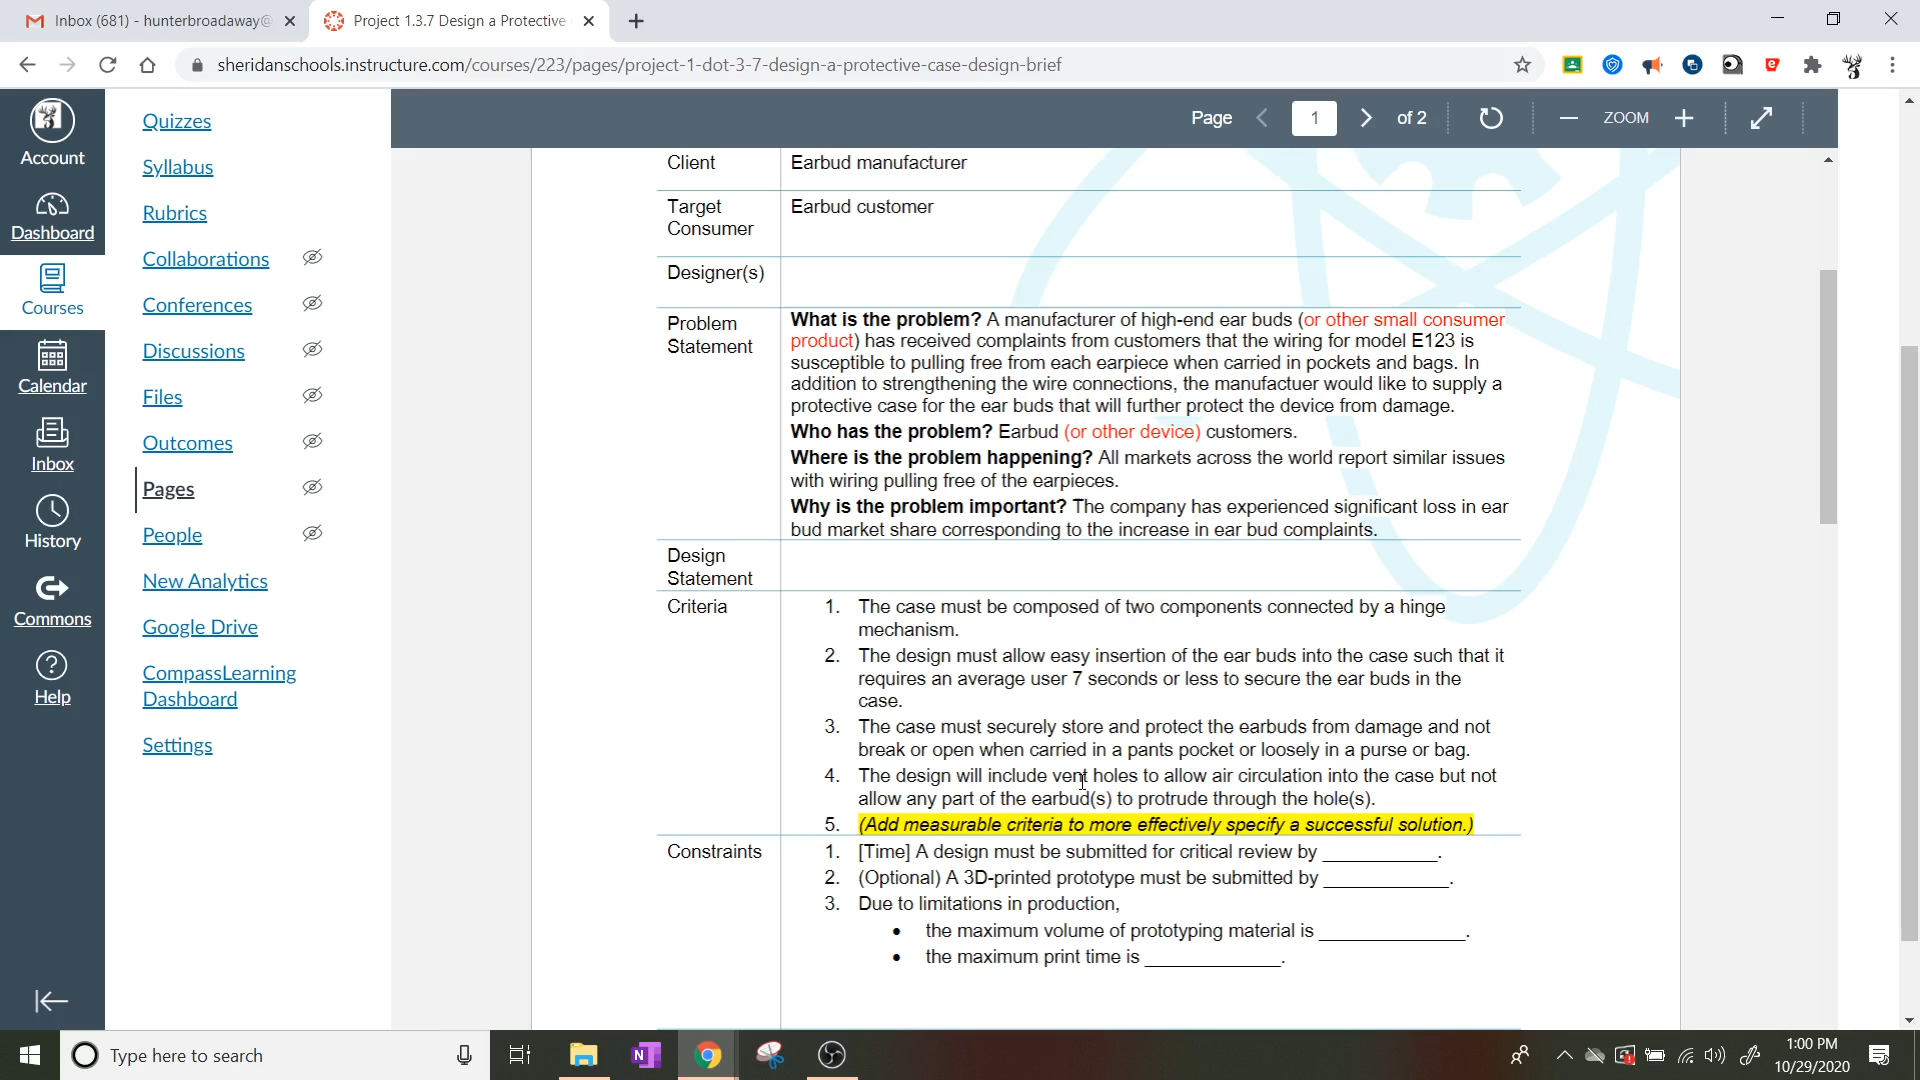 Inbox (681) - hunterbroadaway@
Project 1.3.7 Design a Protective
sheridanschools.instructure.com/courses/223/pages/project-1-dot-3-7-design-a-protective-case-design-brief
Account
Dashboard
Courses
Calendar
Inbox
History
Commons
Help
Quizzes
Syllabus
Rubrics
Collaborations
Conferences
Discussions
Files
Outcomes
Pages
People
New Analytics
Google Drive
CompassLearning
Dashboard
Settings
Page 1 of 2 ZOOM
Client Earbud manufacturer
Target Earbud customer
Consumer
Designer(s)
Problem
Statement
What is the problem? A manufacturer of high-end ear buds (or other small consumer
product) has received complaints from customers that the wiring for model E123 is
susceptible to pulling free from each earpiece when carried in pockets and bags. In
addition to strengthening the wire connections, the manufactuer would like to supply a
protective case for the ear buds that will further protect the device from damage.
Who has the problem? Earbud (or other device) customers.
Where is the problem happening? All markets across the world report similar issues
with wiring pulling free of the earpieces.
Why is the problem important? The company has experienced significant loss in ear
bud market share corresponding to the increase in ear bud complaints.
Design
Statement
Criteria
1. The case must be composed of two components connected by a hinge
mechanism.
2. The design must allow easy insertion of the ear buds into the case such that it
requires an average user 7 seconds or less to secure the ear buds in the
case.
3. The case must securely store and protect the earbuds from damage and not
break or open when carried in a pants pocket or loosely in a purse or bag.
4. The design will include vent holes to allow air circulation into the case but not
allow any part of the earbud(s) to protrude through the hole(s).
5. (Add measurable criteria to more effectively specify a successful solution.)
Constraints
1. [Time] A design must be submitted for critical review by ___________.
2. (Optional) A 3D-printed prototype must be submitted by ____________.
3. Due to limitations in production,
• the maximum volume of prototyping material is ______________.
• the maximum print time is _____________.
Type here to search
1:00 PM
10/29/2020